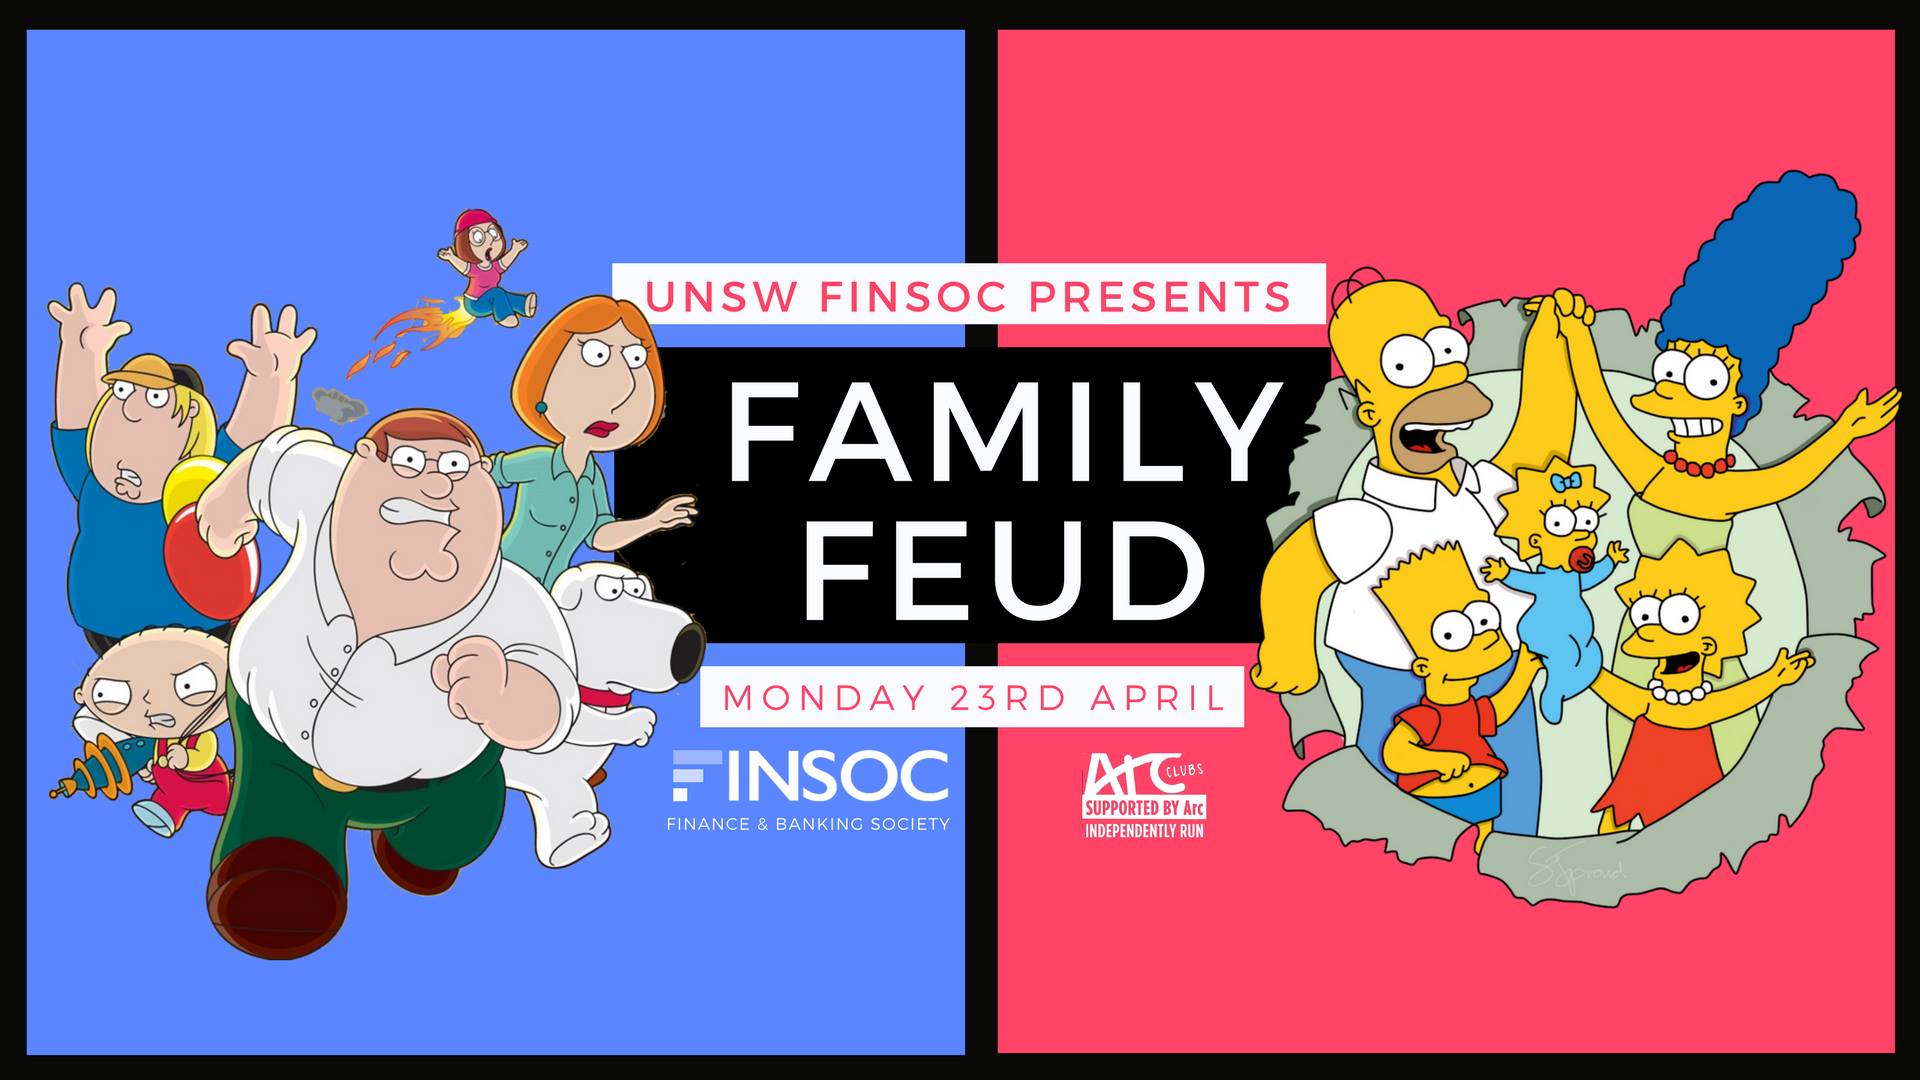 UNSW FINSOC PRESENTS
FAMILY
FEUD
MONDAY 23RD APRIL
FINSOC
FINANCE & BANKING SOCIETY
Arc CLUBS
SUPPORTED BY Arc
INDEPENDENTLY RUN